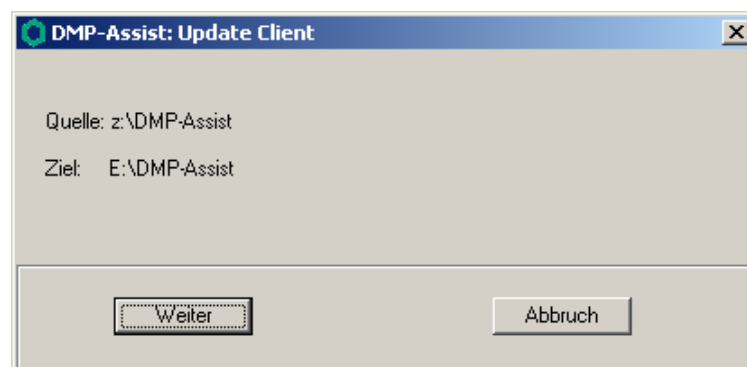 DMP-Assist: Update Client
Quelle: z:\DMP-Assist
Ziel: E:\DMP-Assist
Weiter Abbruch